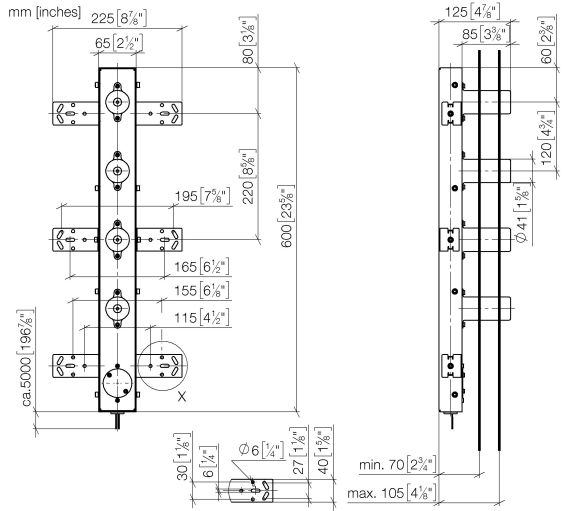 mm [inches]
225 [8⅞"]
65 [2½"]
80 [3⅛"]
125 [4⅞"]
85 [3⅜"]
60 [2⅜"]
120 [4¾"]
220 [8⅝"]
195 [7⅝"]
600 [23⅝"]
Ø 41 [1⅝"]
165 [6½"]
155 [6⅛"]
115 [4½"]
ca.5000 [196⅞"]
X
Ø6 [¼"]
30 [1⅛"]
6 [¼"]
27 [1⅛"]
40 [1⅝"]
min. 70 [2¾"]
max. 105 [4⅛"]